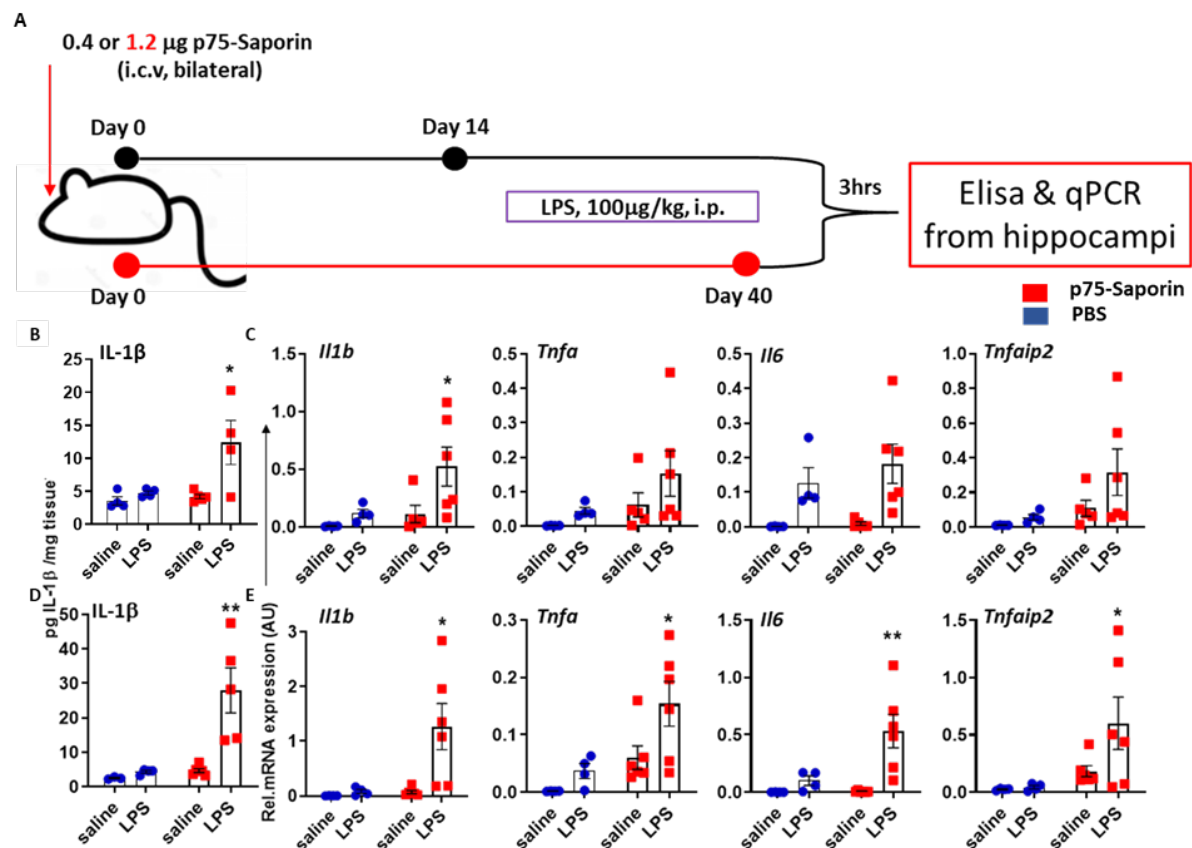 A
0.4 or 1.2 μg p75-Saporin
(i.c.v, bilateral)
Day 0
Day 14
LPS, 100μg/kg, i.p.
3hrs
Elisa & qPCR
from hippocampi
Day 0
Day 40
p75-Saporin
PBS
B
IL-1β
pg IL-1β /mg tissue
25
20
15
10
5
0
*
saline
LPS
saline
LPS
C
Il1b
1.5
1.0
0.5
0.0
*
saline
LPS
saline
LPS
Tnfa
0.5
0.4
0.3
0.2
0.1
0.0
saline
LPS
saline
LPS
Il6
0.5
0.4
0.3
0.2
0.1
0.0
saline
LPS
saline
LPS
Tnfaip2
1.0
0.8
0.6
0.4
0.2
0.0
saline
LPS
saline
LPS
D
IL-1β
50
40
30
20
10
0
**
saline
LPS
saline
LPS
E
Rel.mRNA expression (AU)
Il1b
3
2
1
0
*
saline
LPS
saline
LPS
Tnfa
0.3
0.2
0.1
0.0
*
saline
LPS
saline
LPS
Il6
1.5
1.0
0.5
0.0
**
saline
LPS
saline
LPS
Tnfaip2
1.5
1.0
0.5
0.0
*
saline
LPS
saline
LPS